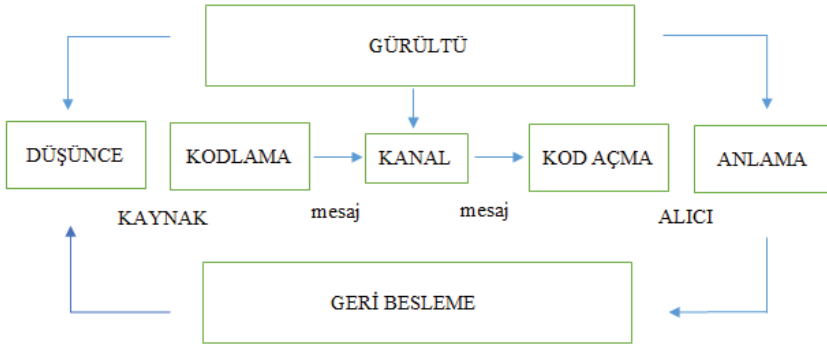 GÜRÜLTÜ
DÜŞÜNCE
KODLAMA
KANAL
KOD AÇMA
ANLAMA
KAYNAK
mesaj
mesaj
ALICI
GERİ BESLEME